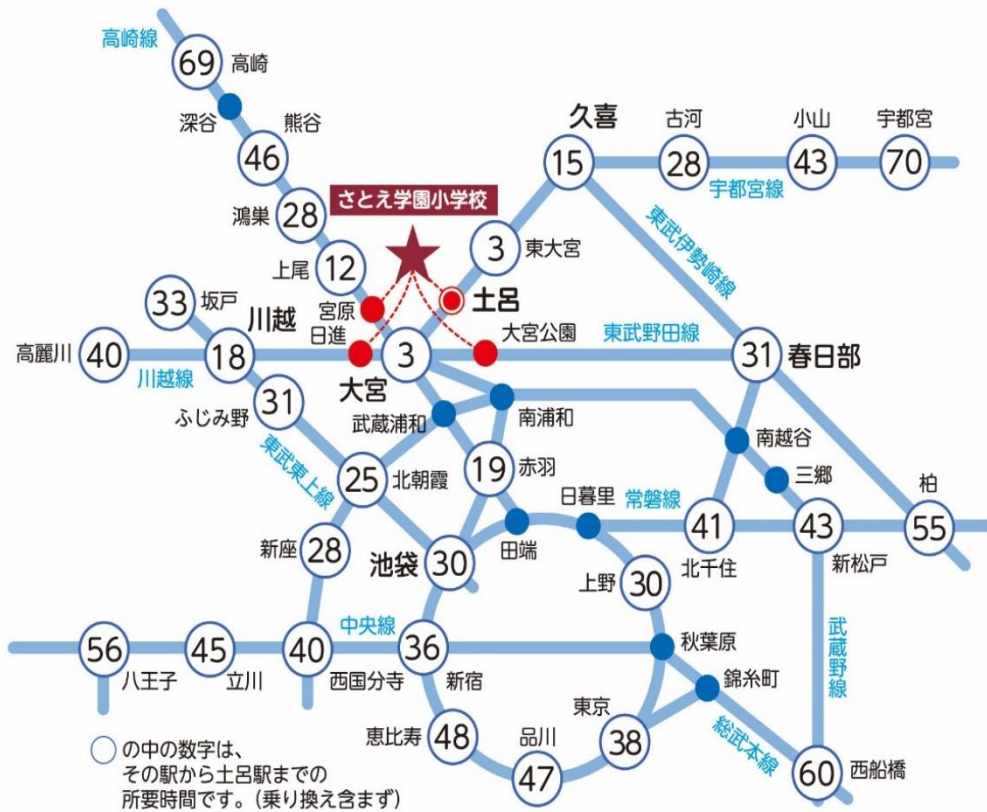 高崎線
69
高崎
深谷
熊谷
46
久喜
15
古河
28
小山
43
宇都宮
70
宇都宮線
さとえ学園小学校
鴻巣
28
3
東大宮
東武伊勢崎線
上尾
12
33
坂戸
宮原
土呂
日進
大宮公園
川越
高麗川
40
川越線
18
3
大宮
東武野田線
31
春日部
ふじみ野
31
武蔵浦和
南浦和
東武東上線
25
北朝霞
19
赤羽
南越谷
三郷
日暮里
常磐線
柏
新座
28
池袋
30
田端
41
北千住
43
新松戸
55
上野
30
中央線
秋葉原
武蔵野線
56
八王子
45
立川
40
西国分寺
36
新宿
錦糸町
恵比寿
48
品川
47
東京
38
総武本線
60
西船橋
の中の数字は、
その駅から土呂駅までの
所要時間です。(乗り換え含まず)